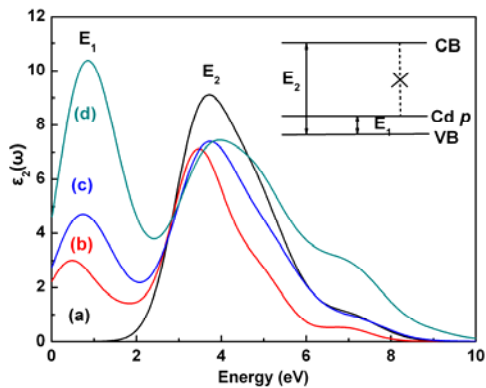 12
10
8
6
4
2
0
ε₂(ω)
E₁
E₂
(d)
(c)
(b)
(a)
CB
E₂
Cd p
E₁
VB
0 2 4 6 8 10
Energy (eV)